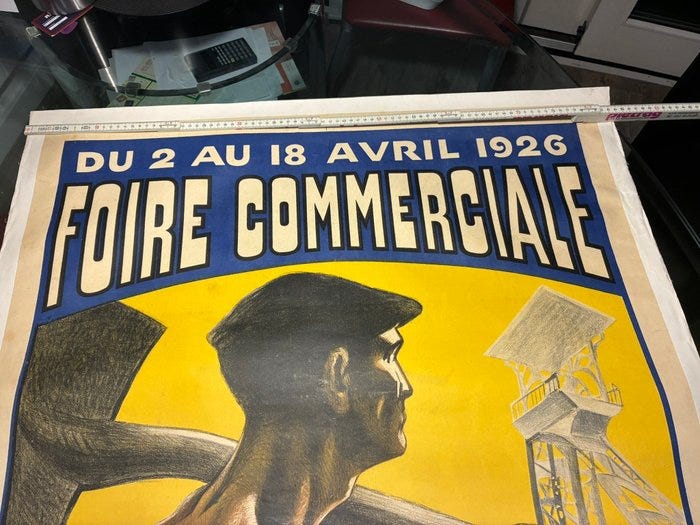 DU 2 AU 18 AVRIL 1926
FOIRE COMMERCIALE